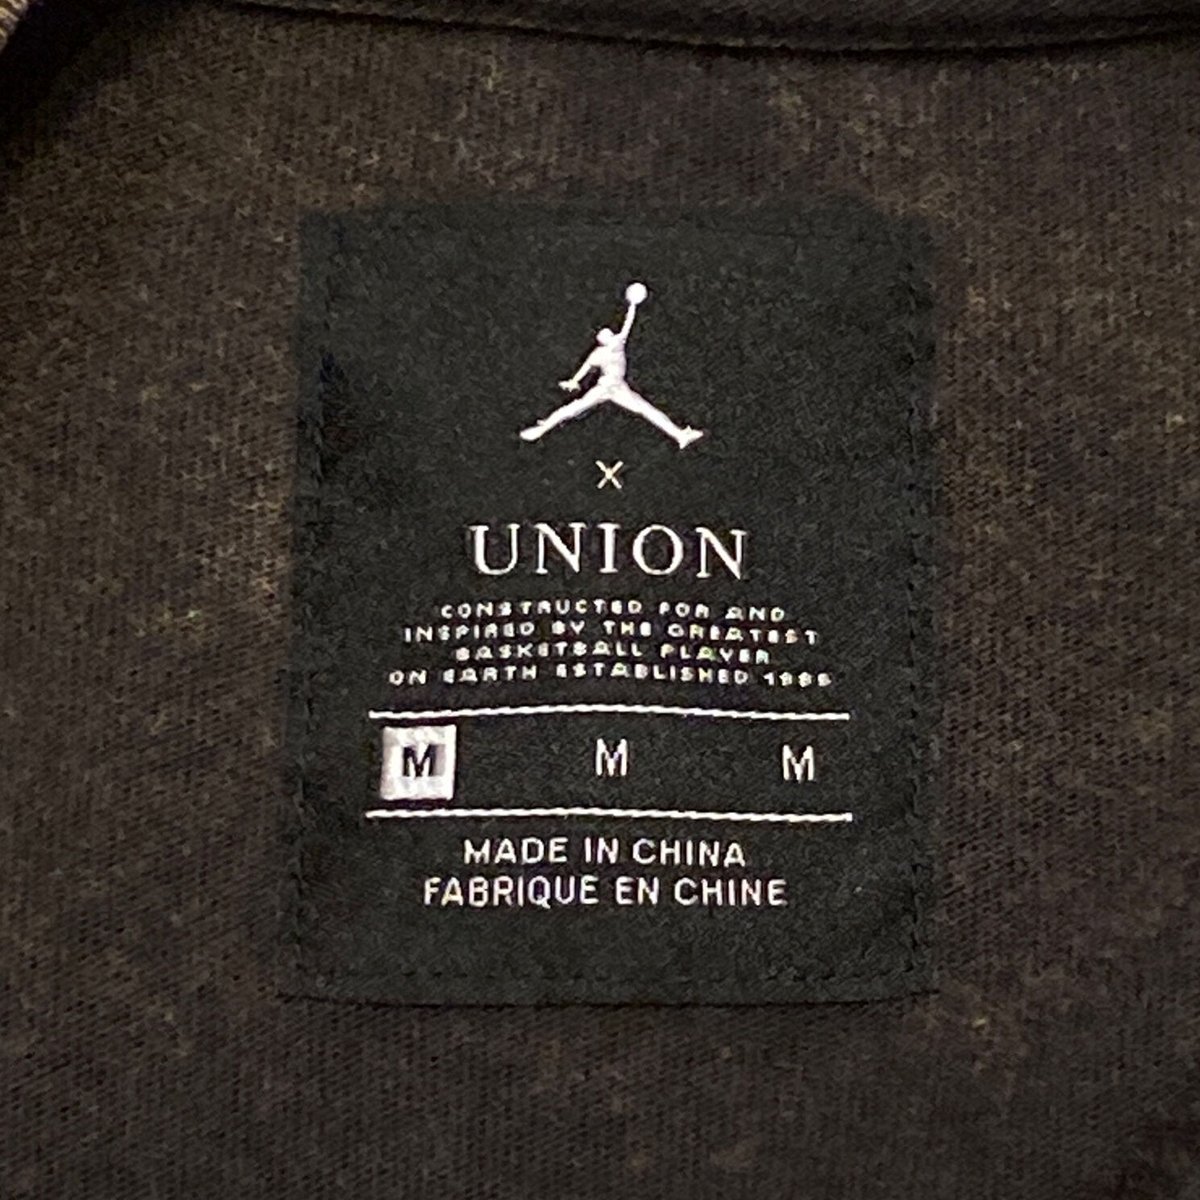 X
UNION
CONSTRUCTED FOR AND
INSPIRED BY THE GREATEST
BASKETBALL PLAYER
ON EARTH ESTABLISHED
M M M
MADE IN CHINA
FABRIQUE EN CHINE